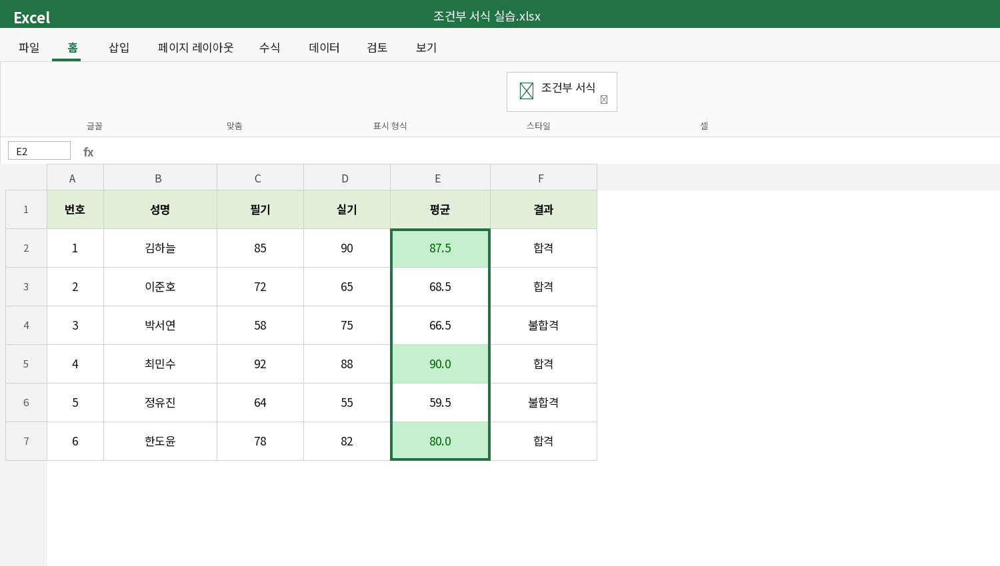 Excel 조건부 서식 실습.xlsx
파일 홈 삽입 페이지 레이아웃 수식 데이터 검토 보기
조건부 서식
글꼴 맞춤 표시 형식 스타일 셀
E2 fx
A B C D E F
1 번호 성명 필기 실기 평균 결과
2 1 김하늘 85 90 87.5 합격
3 2 이준호 72 65 68.5 합격
4 3 박서연 58 75 66.5 불합격
5 4 최민수 92 88 90.0 합격
6 5 정유진 64 55 59.5 불합격
7 6 한도윤 78 82 80.0 합격